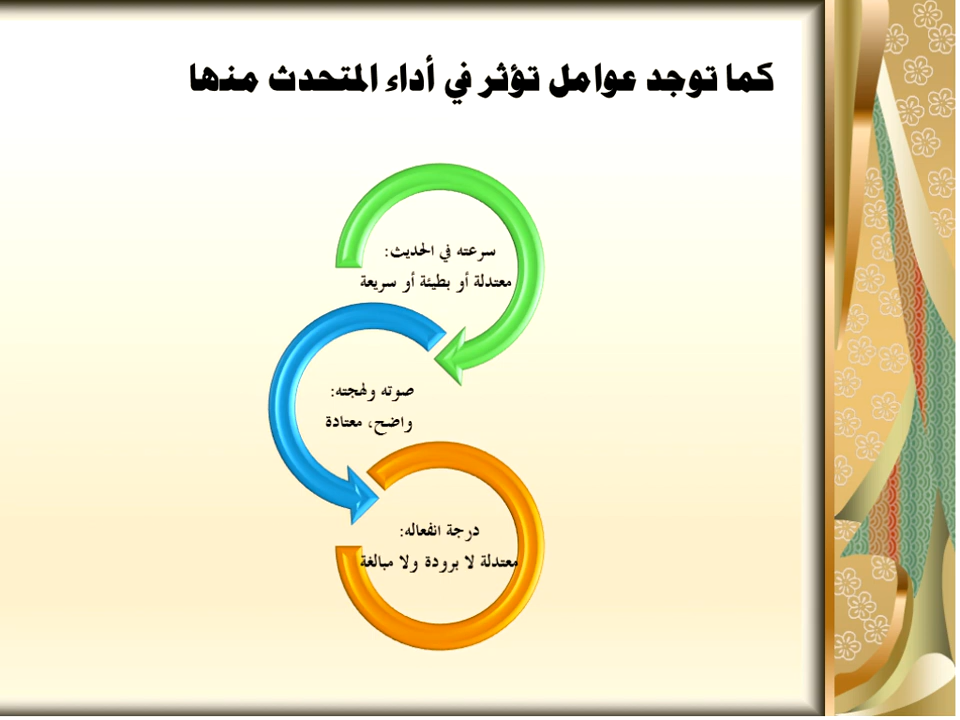 كما توجد عوامل تؤثر في أداء المتحدث منها
سرعته في الحديث:
معتدلة أو بطيئة أو سريعة
صوته ولهجته:
واضح، معتادة
درجة انفعاله:
معتدلة لا برودة ولا مبالغة